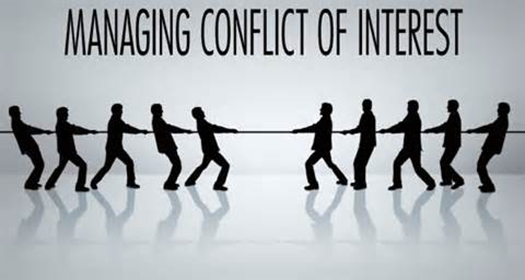 MANAGING CONFLICT OF INTEREST